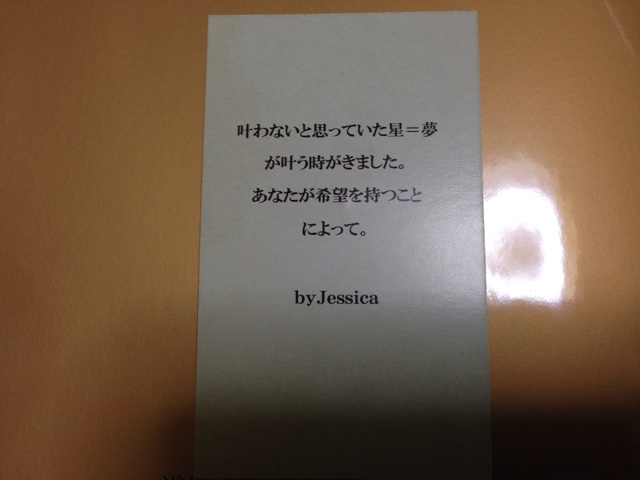 叶わないと思っていた星＝夢
が叶う時がきました。
あなたが希望を持つこと
によって。
byJessica